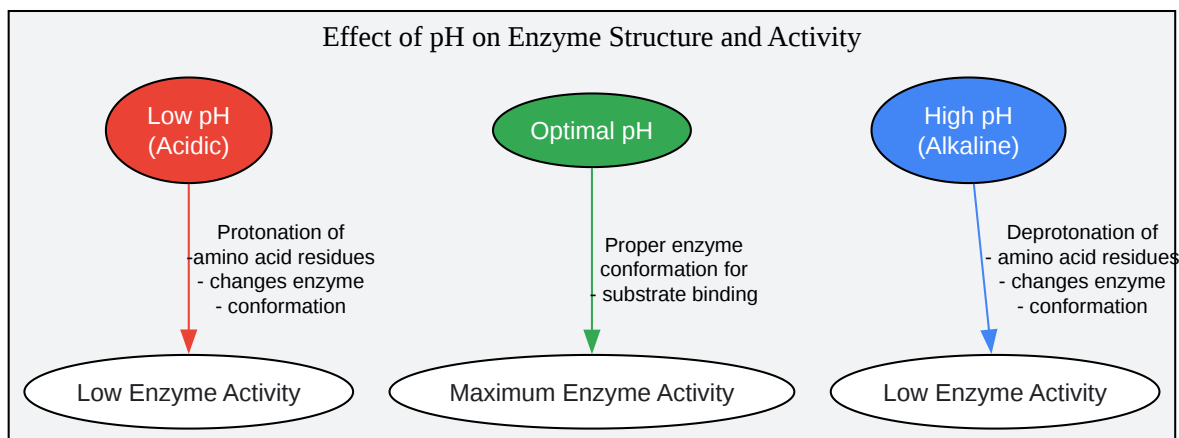 Effect of pH on Enzyme Structure and Activity
Low pH
(Acidic)
Optimal pH
High pH
(Alkaline)
Protonation of
-amino acid residues
- changes enzyme
- conformation
Proper enzyme
conformation for
- substrate binding
Deprotonation of
- amino acid residues
- changes enzyme
- conformation
Low Enzyme Activity
Maximum Enzyme Activity
Low Enzyme Activity